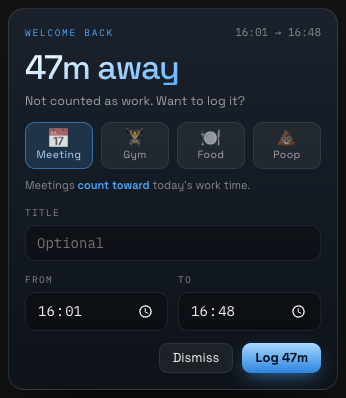 WELCOME BACK 16:01 → 16:48
47m away
Not counted as work. Want to log it?
Meeting Gym Food Poop
Meetings count toward today's work time.
TITLE
Optional
FROM TO
16:01 16:48
Dismiss Log 47m